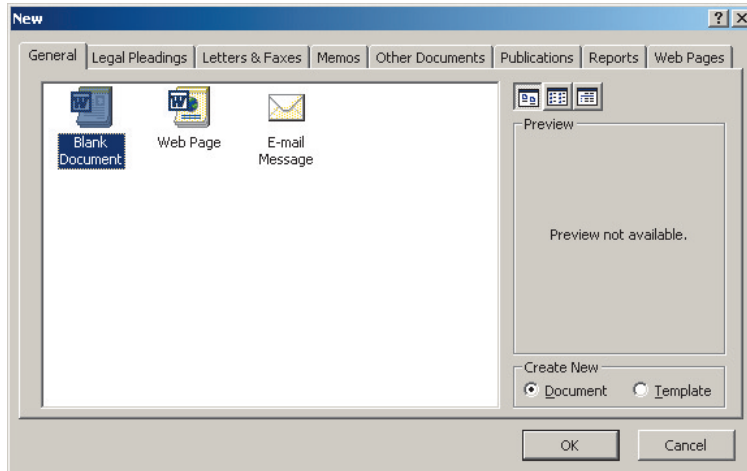 New
General Legal Pleadings Letters & Faxes Memos Other Documents Publications Reports Web Pages
Blank Document
Web Page
E-mail Message
Preview
Preview not available.
Create New
Document Template
OK Cancel